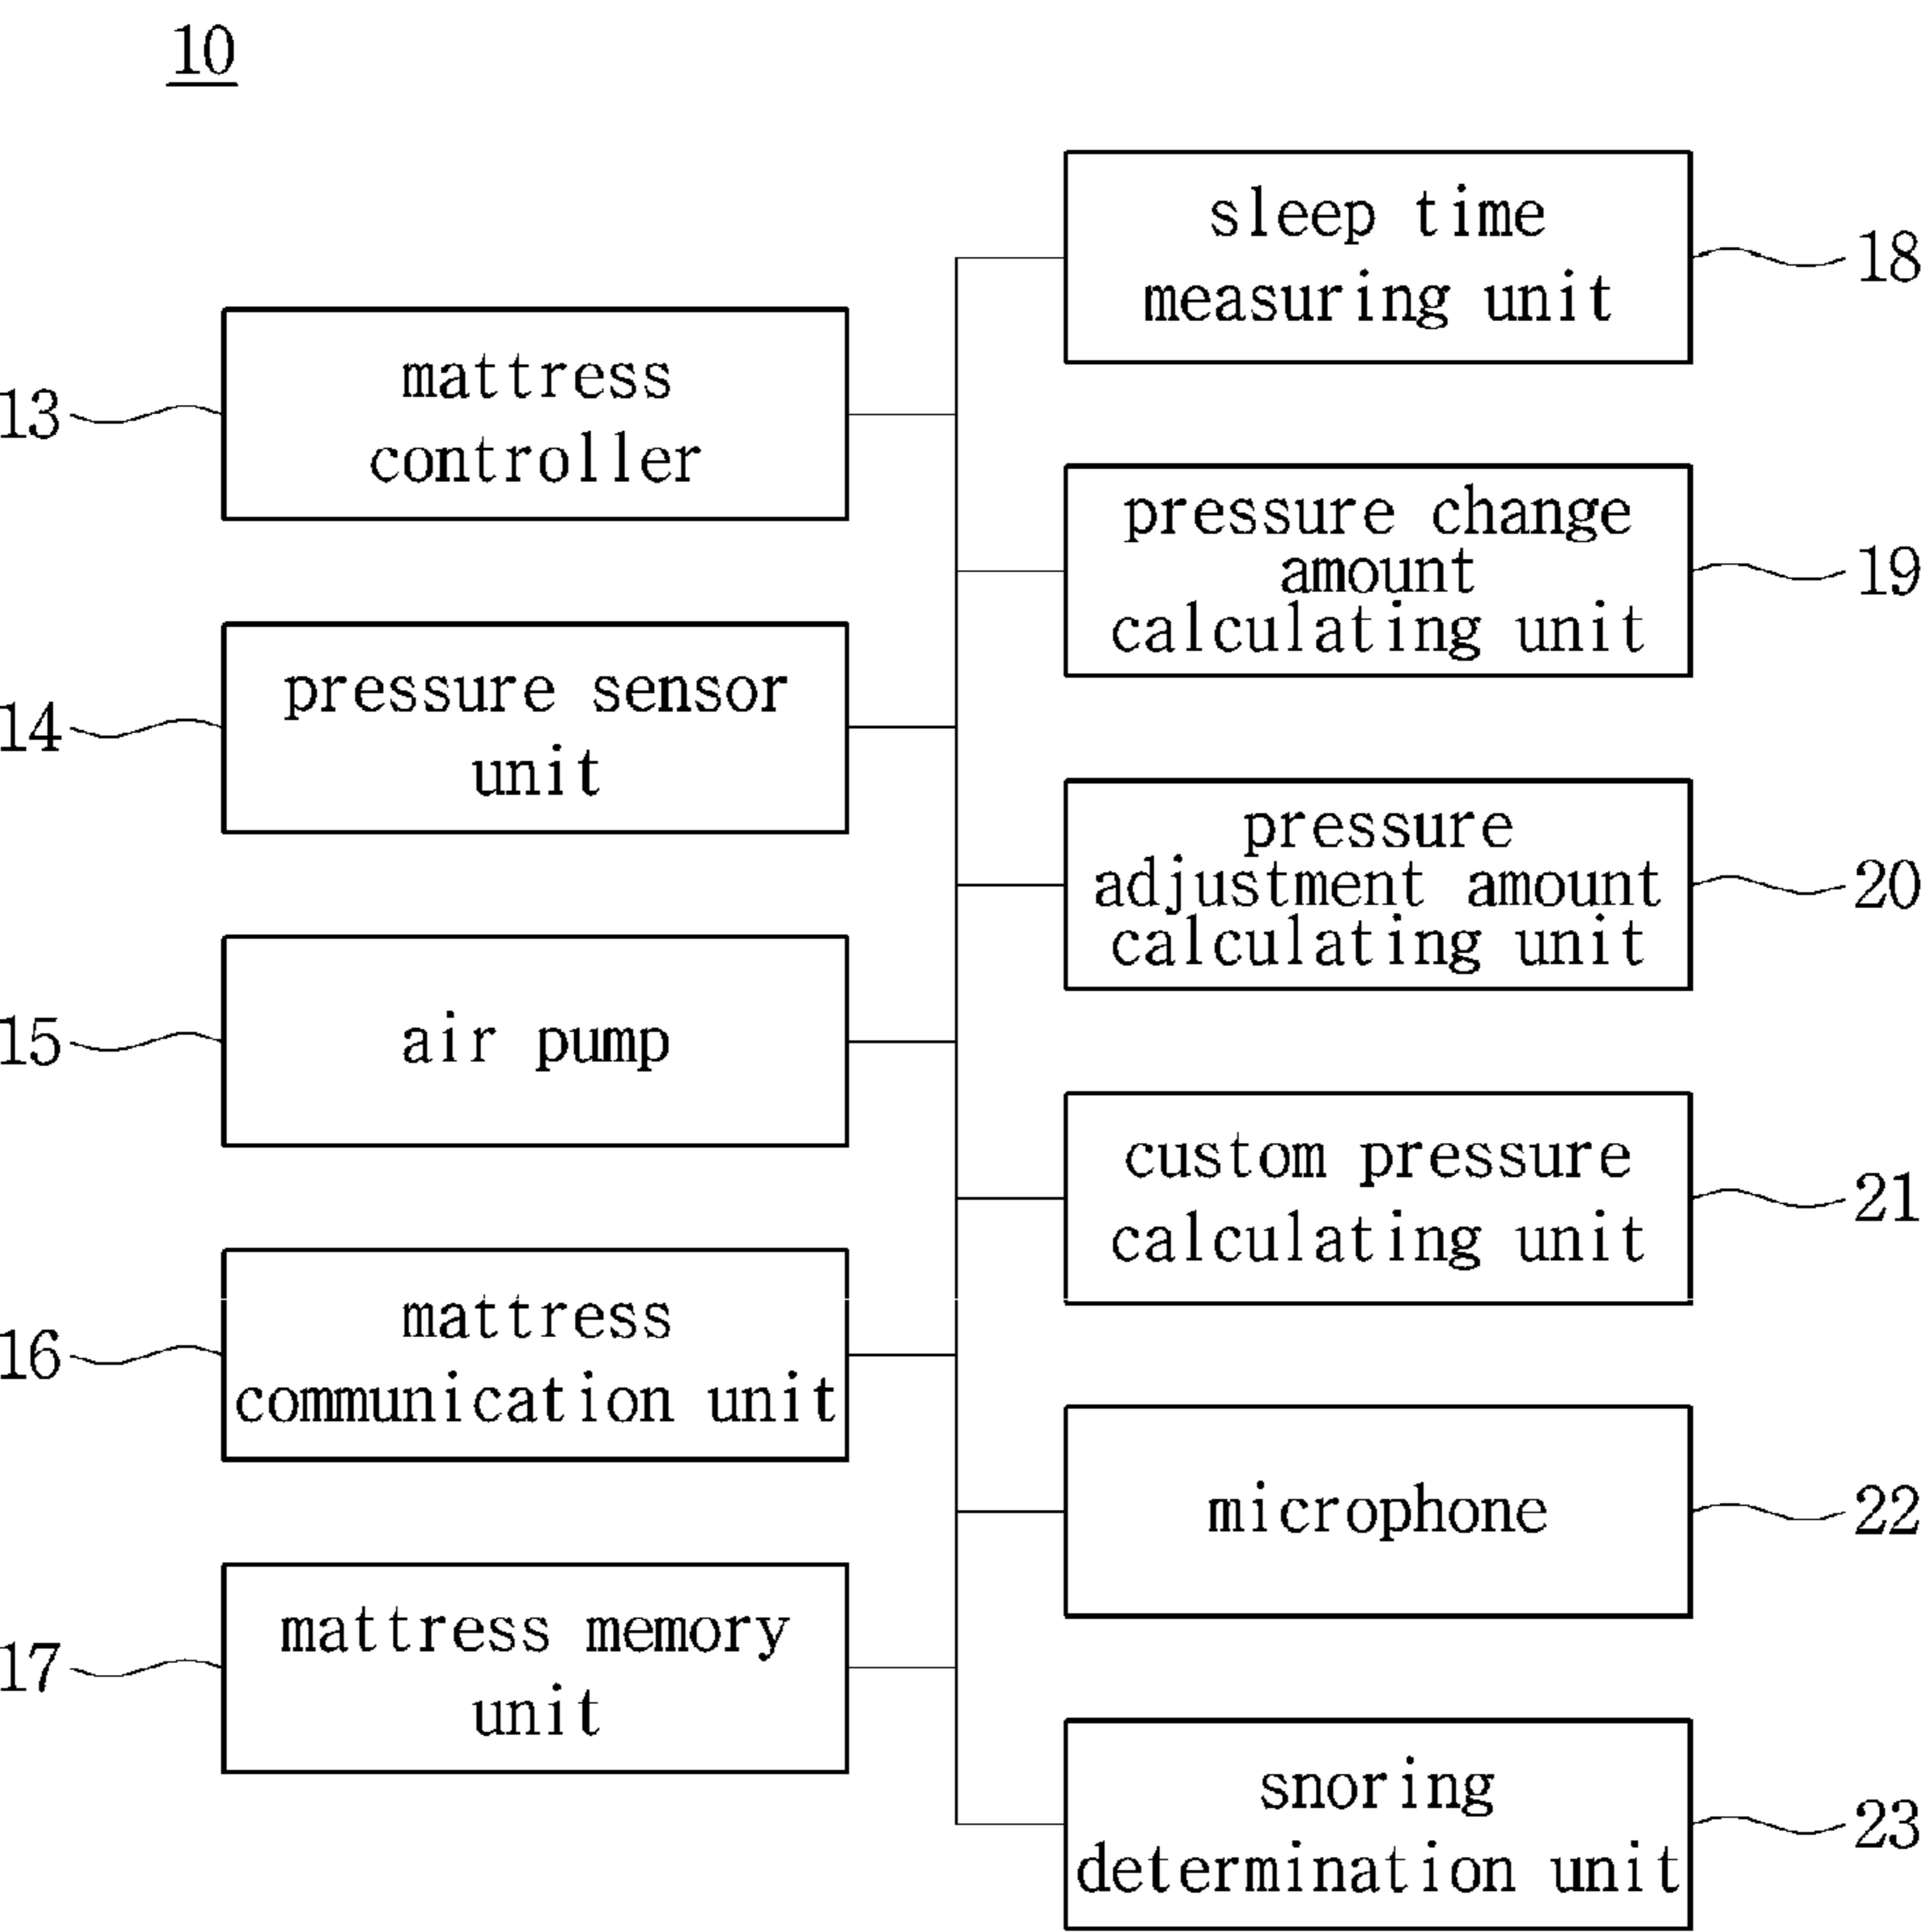 10
13
mattress
controller
14
pressure sensor
unit
15
air pump
16
mattress
communication unit
17
mattress memory
unit
sleep time
measuring unit
18
pressure change
amount
calculating unit
19
pressure
adjustment amount
calculating unit
20
custom pressure
calculating unit
21
microphone
22
snoring
determination unit
23